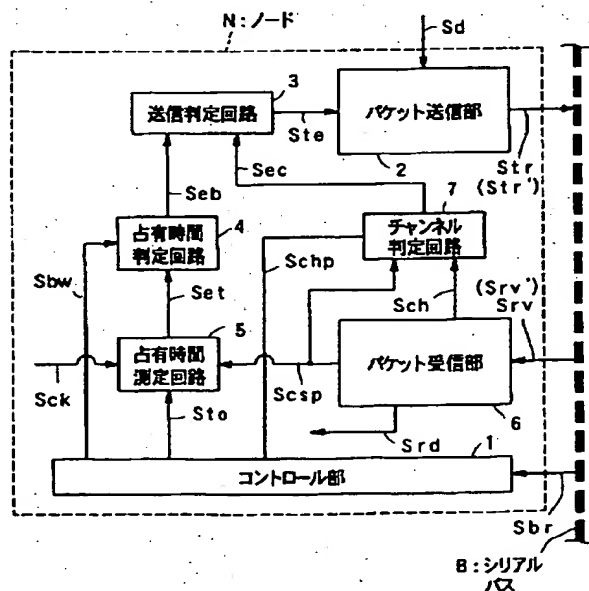 N:ノード
Sd
3
送信判定回路
Ste
パケット送信部
2
Str
(Str')
Seb
Sec
7
4
占有時間
判定回路
チャンネル
判定回路
Sbw
Schp
Set
Sch
(Srv')
Srv
5
占有時間
測定回路
パケット受信部
Sck
Scsp
6
Sto
Srd
1
コントロール部
Sbr
B:シリアル
バス